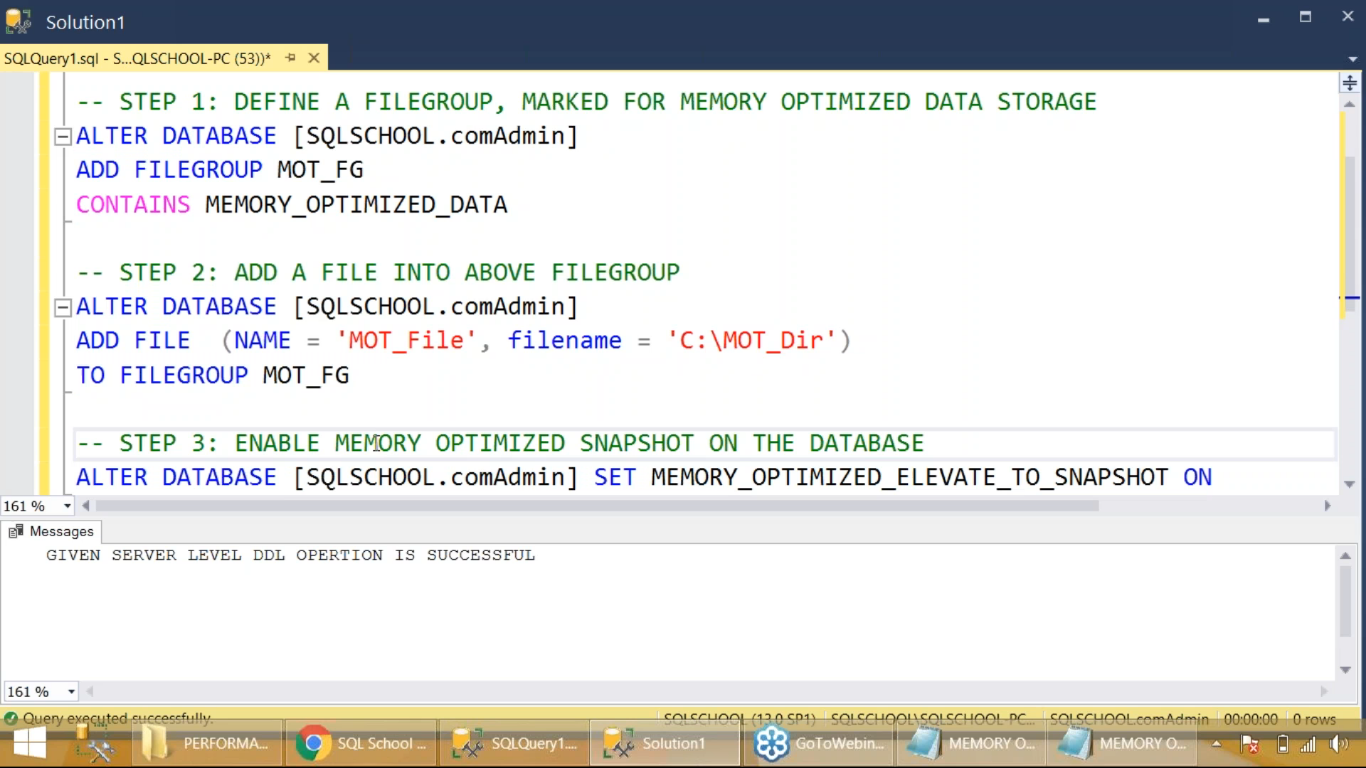 Solution1
SQLQuery1.sql - S...QLSCHOOL-PC (53))*
-- STEP 1: DEFINE A FILEGROUP, MARKED FOR MEMORY OPTIMIZED DATA STORAGE
ALTER DATABASE [SQLSCHOOL.comAdmin]
ADD FILEGROUP MOT_FG
CONTAINS MEMORY_OPTIMIZED_DATA
-- STEP 2: ADD A FILE INTO ABOVE FILEGROUP
ALTER DATABASE [SQLSCHOOL.comAdmin]
ADD FILE  (NAME = 'MOT_File', filename = 'C:\MOT_Dir')
TO FILEGROUP MOT_FG
-- STEP 3: ENABLE MEMORY OPTIMIZED SNAPSHOT ON THE DATABASE
ALTER DATABASE [SQLSCHOOL.comAdmin] SET MEMORY_OPTIMIZED_ELEVATE_TO_SNAPSHOT ON
161 %
Messages
GIVEN SERVER LEVEL DDL OPERTION IS SUCCESSFUL
161 %
Query executed successfully. SQLSCHOOL (13.0 SP1) SQLSCHOOL\SQLSCHOOL-PC... SQLSCHOOL.comAdmin 00:00:00 0 rows
PERFORMA... SQL School ... SQLQuery1.... Solution1 GoToWebin... MEMORY O... MEMORY O...